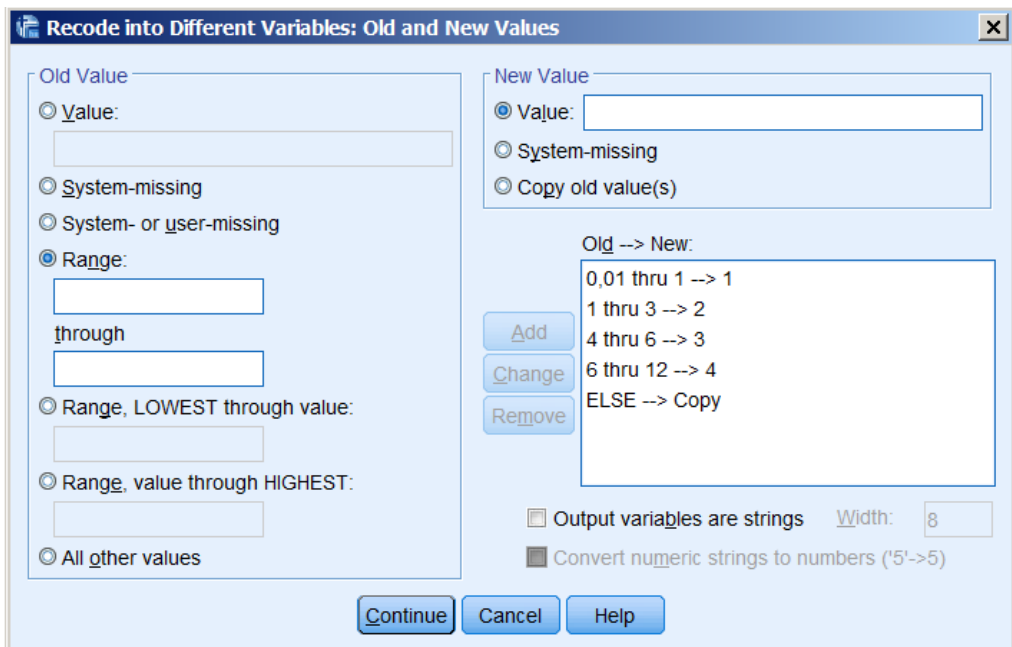 Recode into Different Variables: Old and New Values
Old Value
Value:
System-missing
System- or user-missing
Range:
through
Range, LOWEST through value:
Range, value through HIGHEST:
All other values
New Value
Value:
System-missing
Copy old value(s)
Old --> New:
0,01 thru 1 --> 1
1 thru 3 --> 2
4 thru 6 --> 3
6 thru 12 --> 4
ELSE --> Copy
Add
Change
Remove
Output variables are strings Width: 8
Convert numeric strings to numbers ('5'->5)
Continue Cancel Help